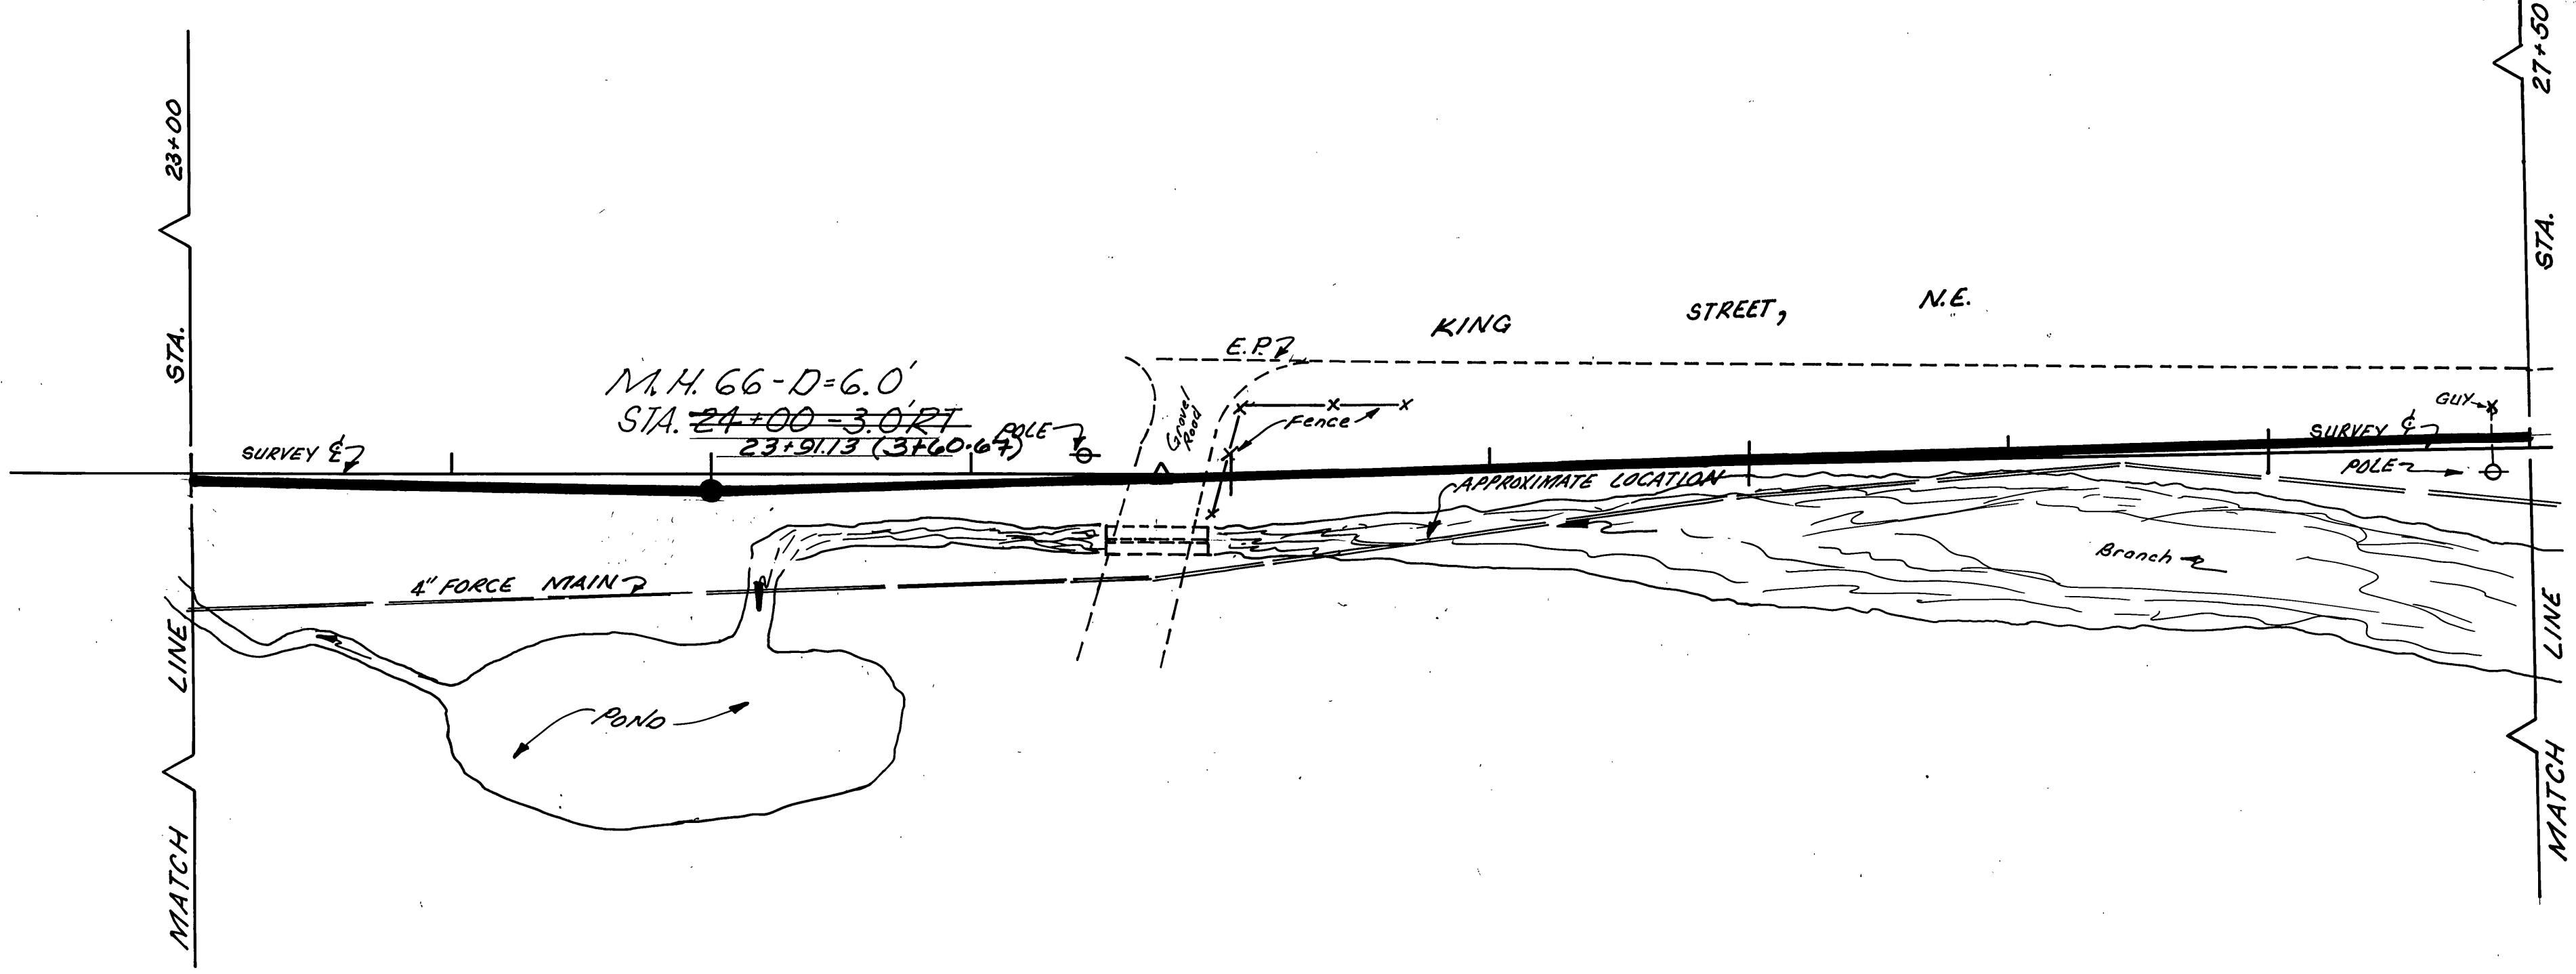 MATCH LINE STA. 23+00
SURVEY ℄
M.H. 66-D=6.0'
STA. 24+00-3.0' RT
23+91.13 (3+60.67)
POLE
E.P.
Gravel
Road
Fence
KING STREET, N.E.
APPROXIMATE LOCATION
GUY
SURVEY ℄
POLE
Branch
4" FORCE MAIN
POND
MATCH LINE STA. 27+50